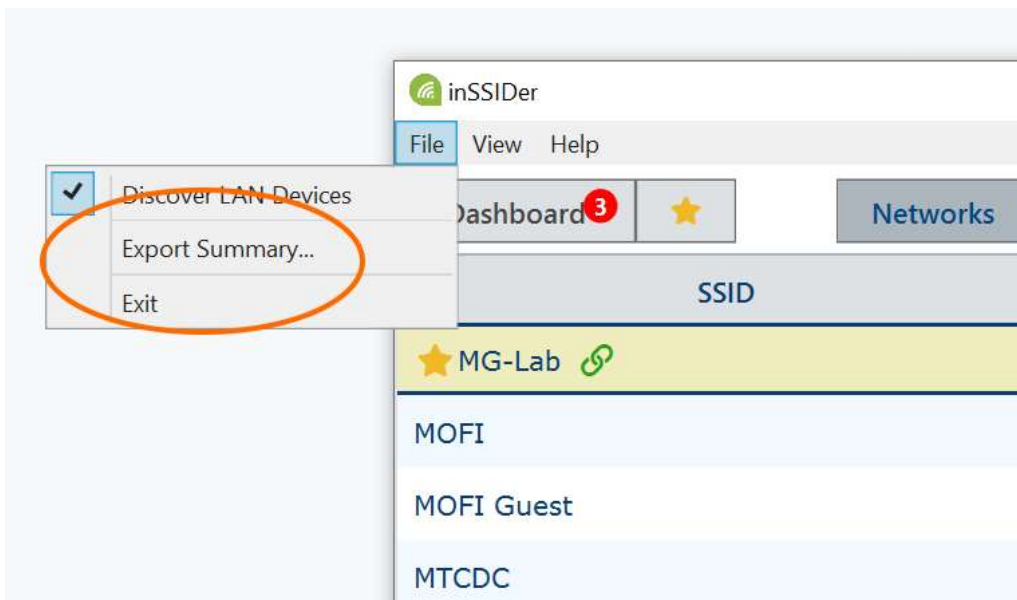 inSSIDer
File View Help
Discover LAN Devices
Export Summary...
Exit
Dashboard 3
Networks
SSID
MG-Lab
MOFI
MOFI Guest
MTCDC